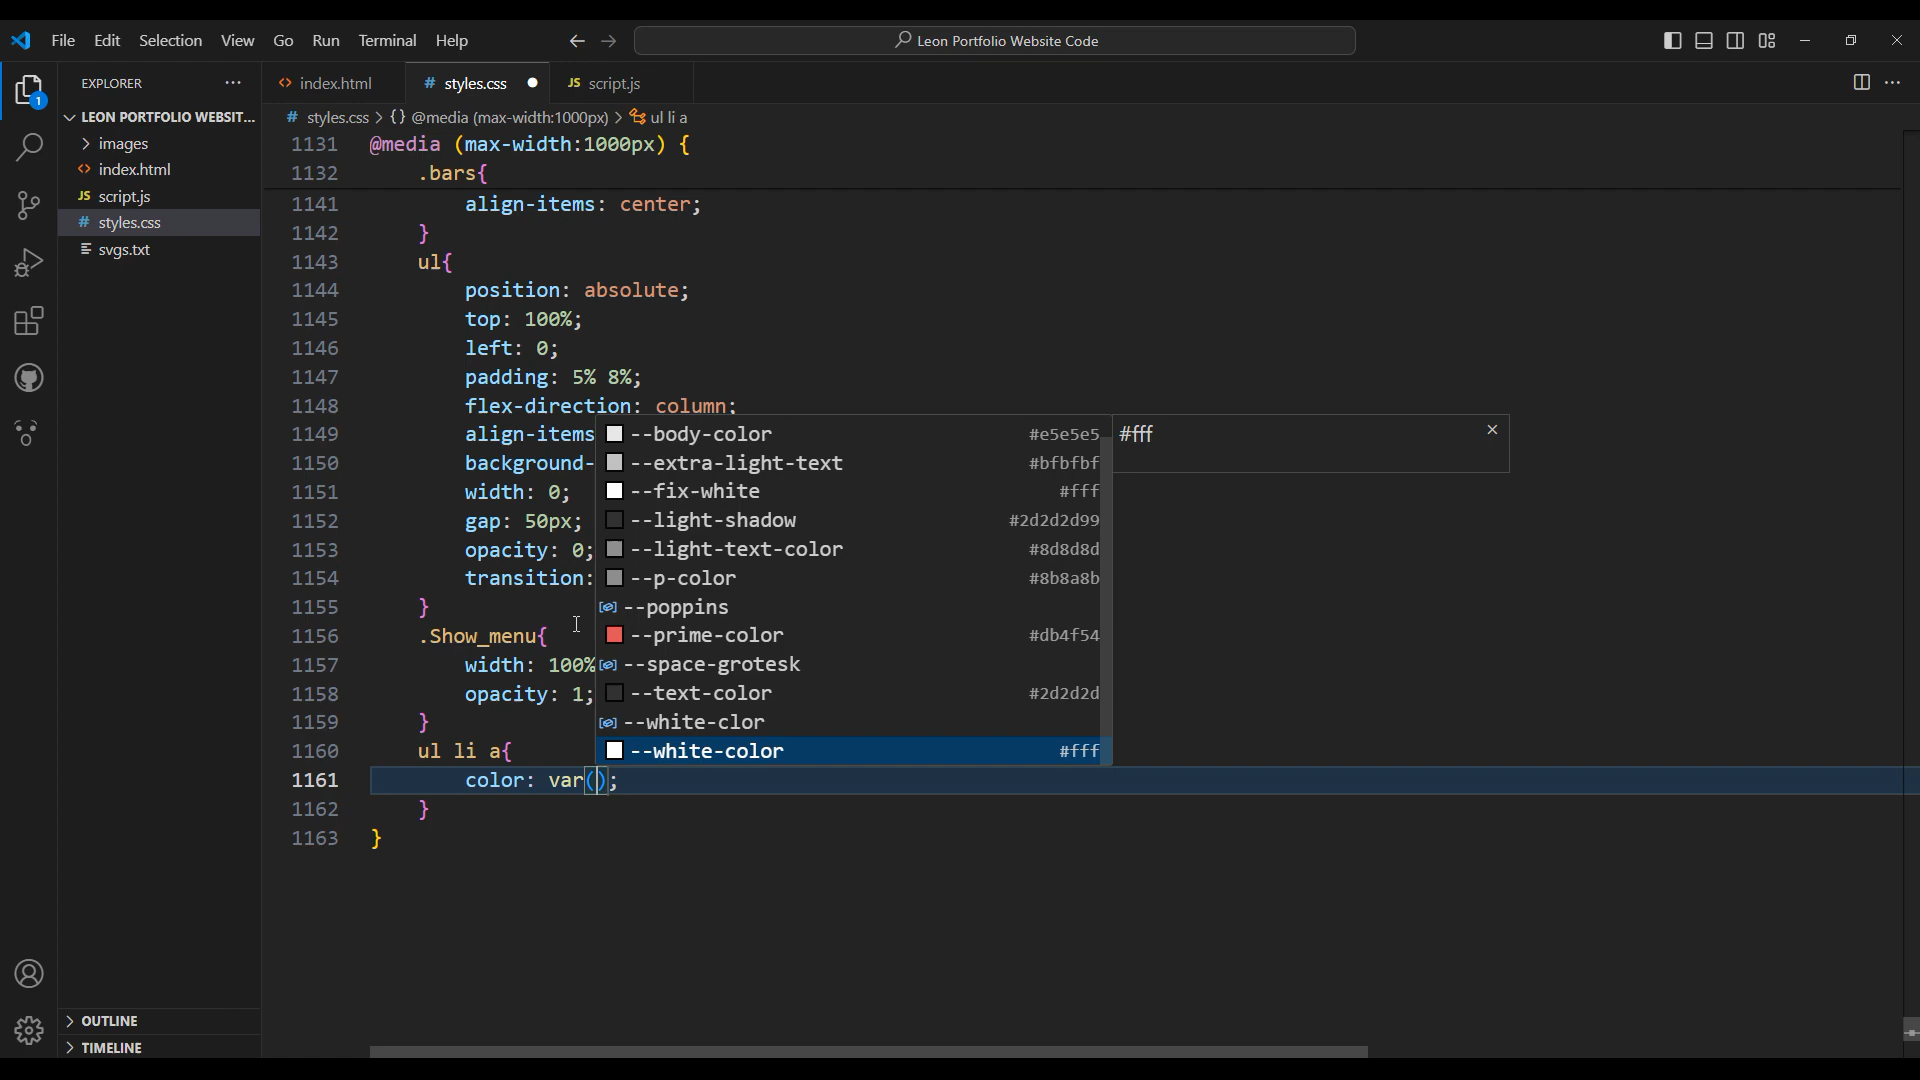 File Edit Selection View Go Run Terminal Help
Leon Portfolio Website Code
EXPLORER
1
LEON PORTFOLIO WEBSIT...
images
<> index.html
JS script.js
# styles.css
svgs.txt
OUTLINE
TIMELINE
<> index.html
# styles.css
JS script.js
# styles.css > {} @media (max-width:1000px) > ul li a
1131 @media (max-width:1000px) {
1132 .bars{
1141 align-items: center;
1142 }
1143 ul{
1144 position: absolute;
1145 top: 100%;
1146 left: 0;
1147 padding: 5% 8%;
1148 flex-direction: column;
1149 align-items
1150 background-
1151 width: 0;
1152 gap: 50px;
1153 opacity: 0;
1154 transition:
1155 }
1156 .Show_menu{
1157 width: 100%
1158 opacity: 1;
1159 }
1160 ul li a{
1161 color: var();
1162 }
1163 }
--body-color #e5e5e5
--extra-light-text #bfbfbf
--fix-white #fff
--light-shadow #2d2d2d99
--light-text-color #8d8d8d
--p-color #8b8a8b
--poppins
--prime-color #db4f54
--space-grotesk
--text-color #2d2d2d
--white-clor
--white-color #fff
#fff